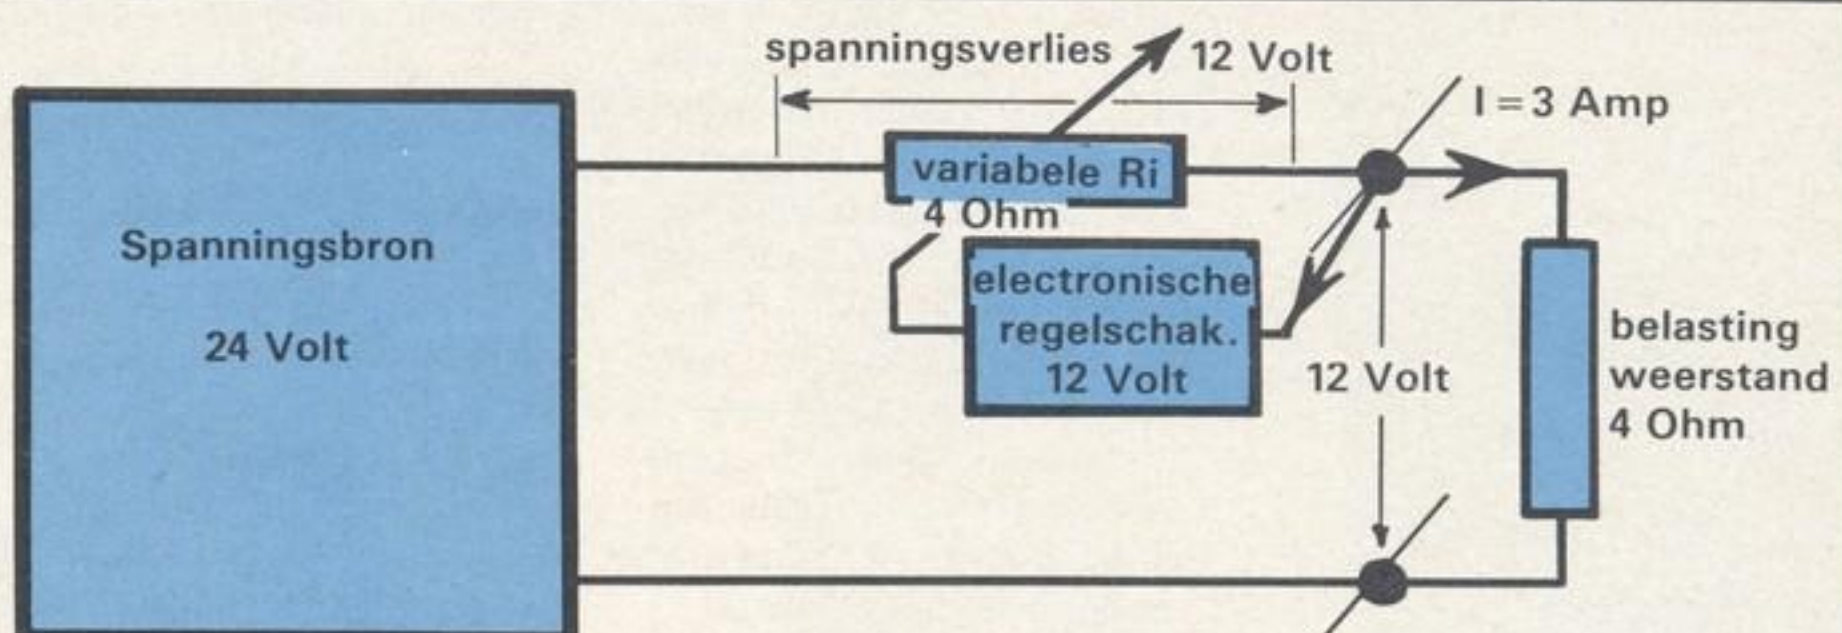 spanningsverlies
12 Volt
I = 3 Amp
variabele Ri
4 Ohm
Spanningsbron
24 Volt
electronische
regelschak.
12 Volt
12 Volt
belasting
weerstand
4 Ohm